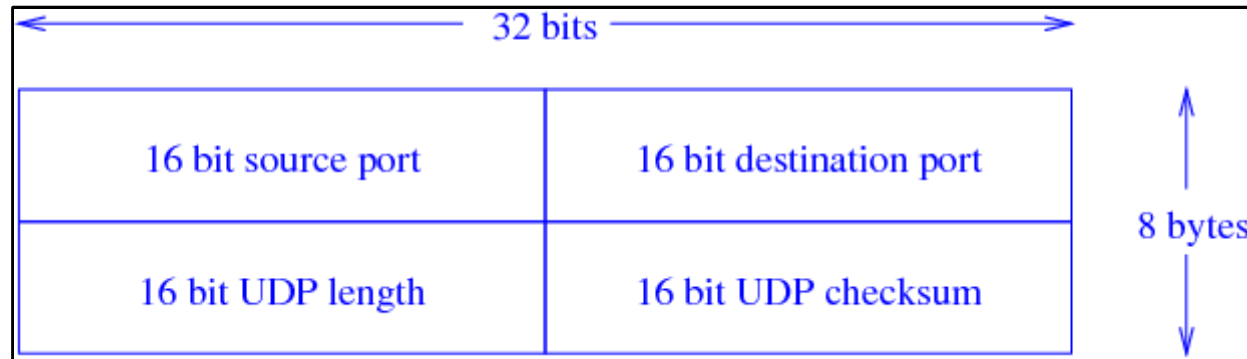 32 bits
16 bit source port
16 bit destination port
8 bytes
16 bit UDP length
16 bit UDP checksum